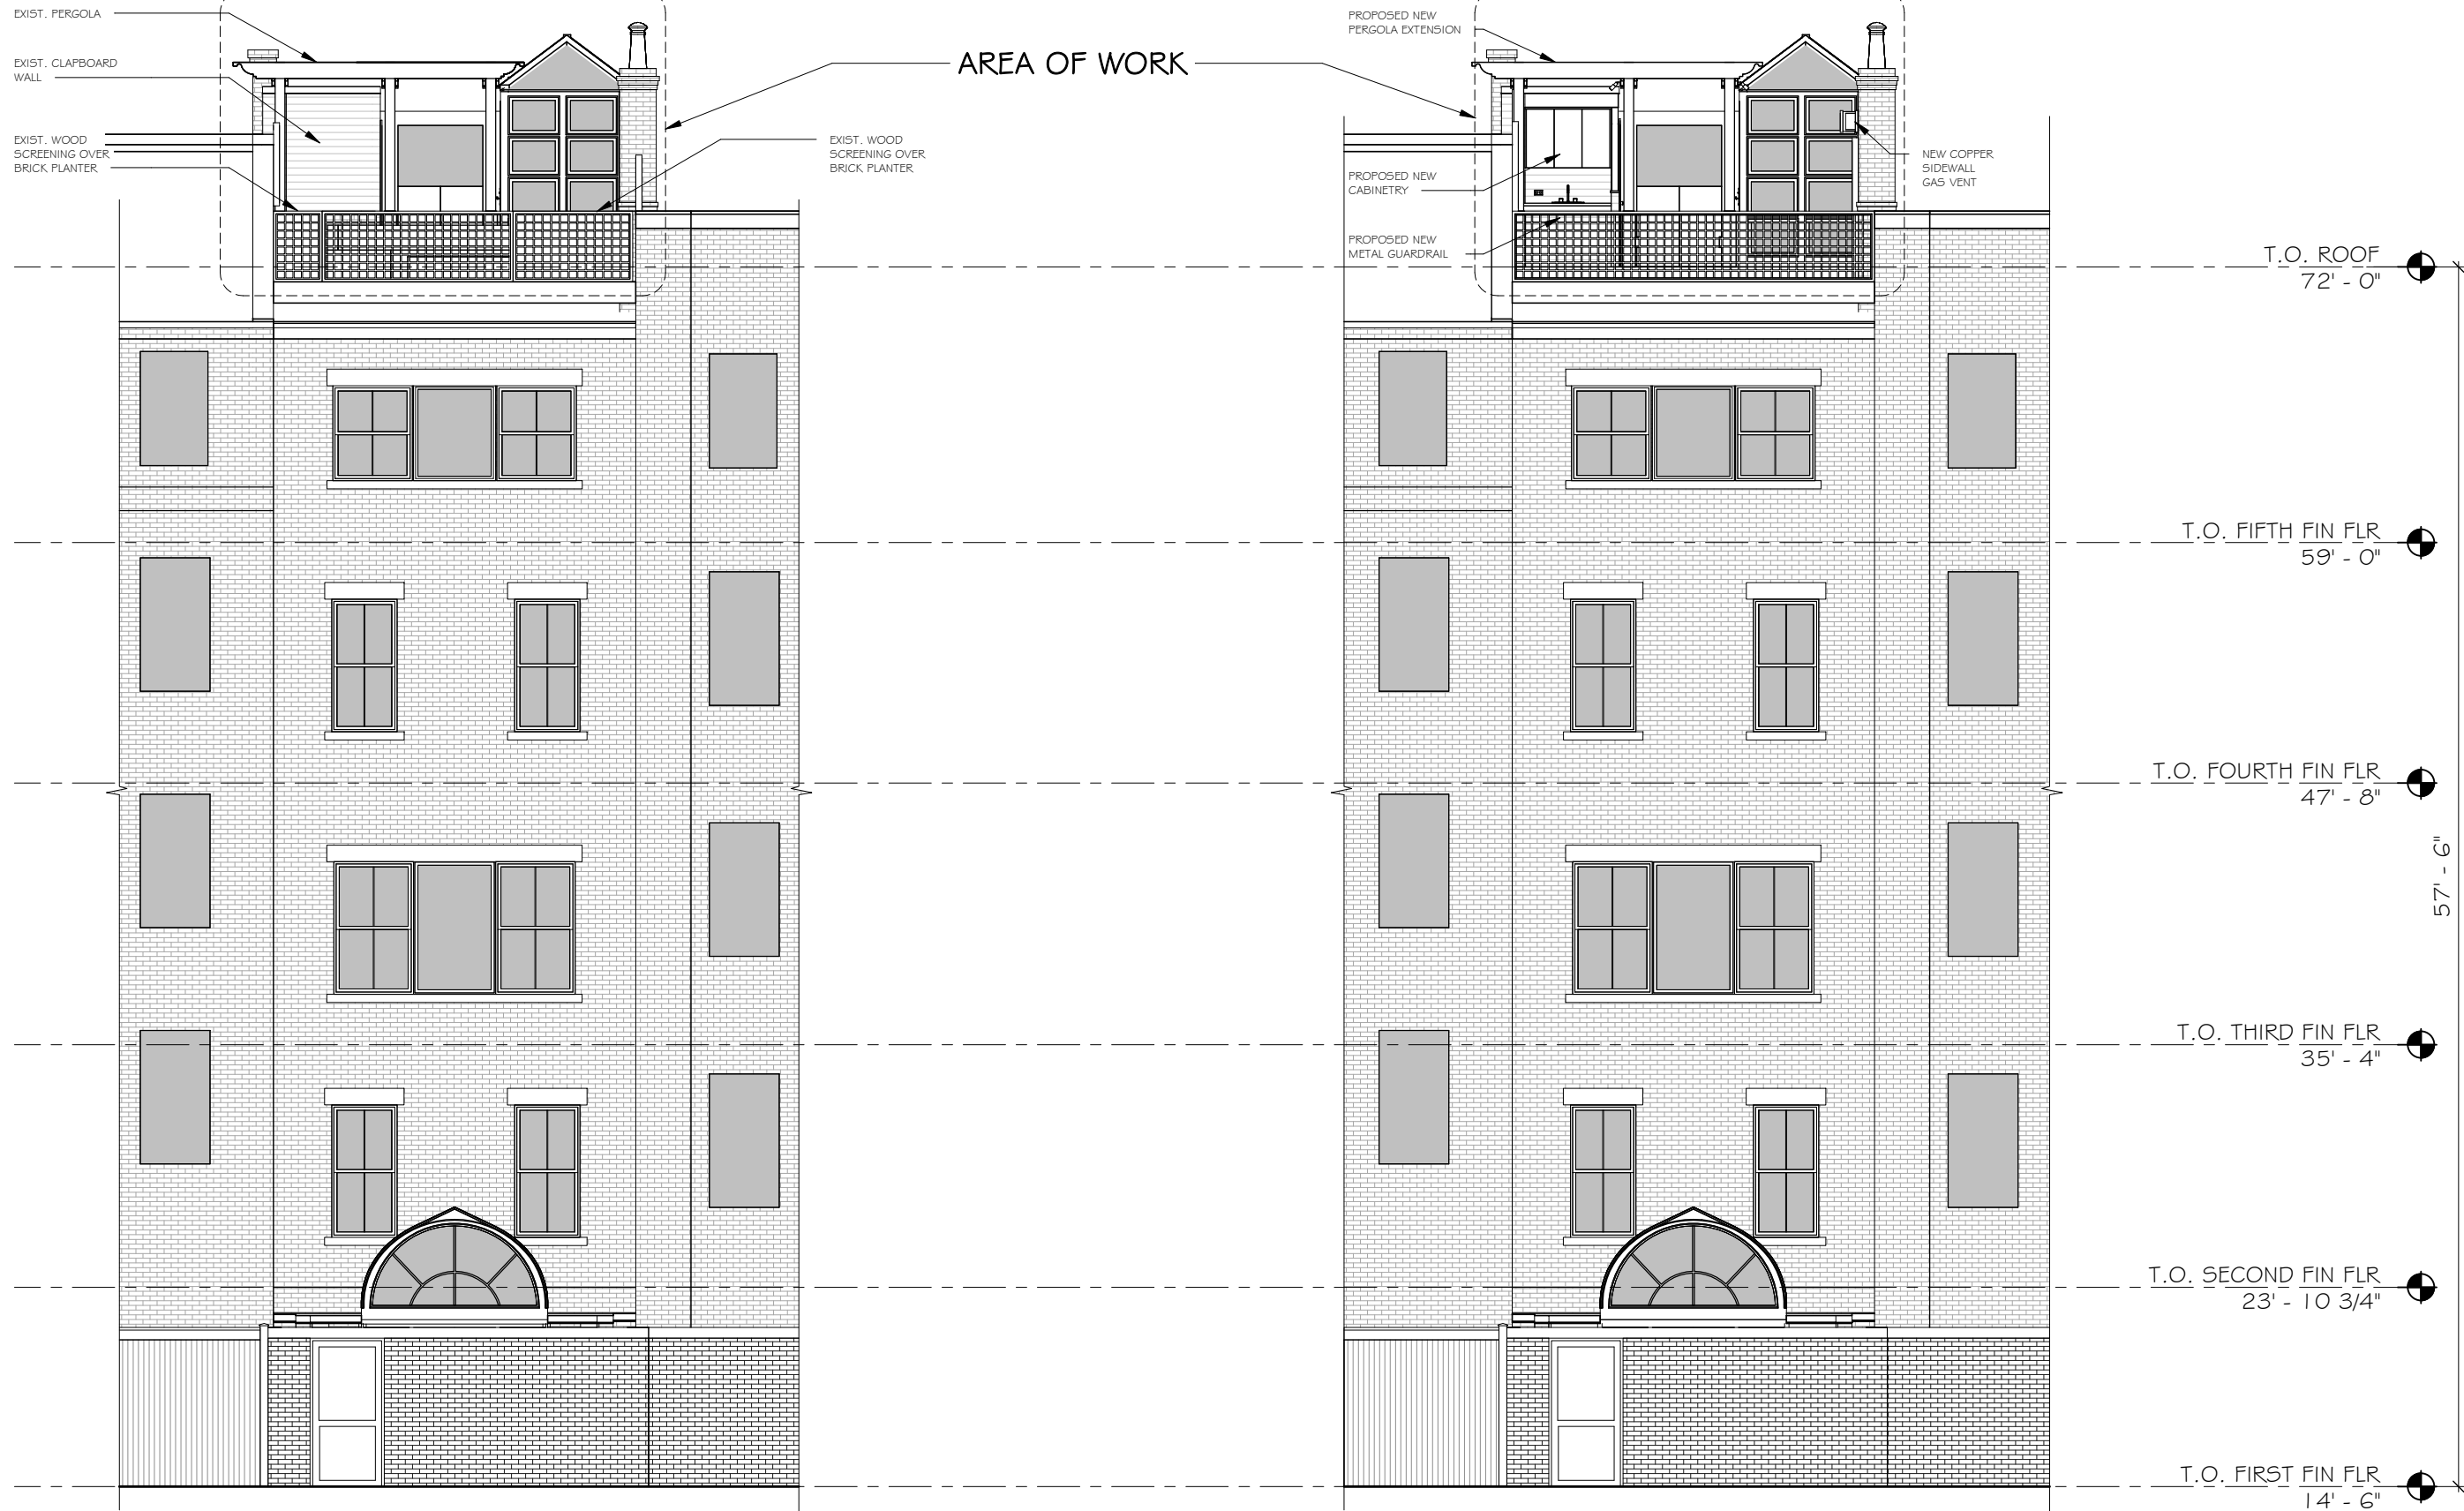 EXIST. PERGOLA
EXIST. CLAPBOARD
WALL
EXIST. WOOD
SCREENING OVER
BRICK PLANTER
AREA OF WORK
EXIST. WOOD
SCREENING OVER
BRICK PLANTER
PROPOSED NEW
PERGOLA EXTENSION
PROPOSED NEW
CABINETRY
PROPOSED NEW
METAL GUARDRAIL
NEW COPPER
SIDEWALL
GAS VENT
T.O. ROOF
72' - 0"
T.O. FIFTH FIN FLR
59' - 0"
T.O. FOURTH FIN FLR
47' - 8"
57' - 6"
T.O. THIRD FIN FLR
35' - 4"
T.O. SECOND FIN FLR
23' - 10 3/4"
T.O. FIRST FIN FLR
14' - 6"